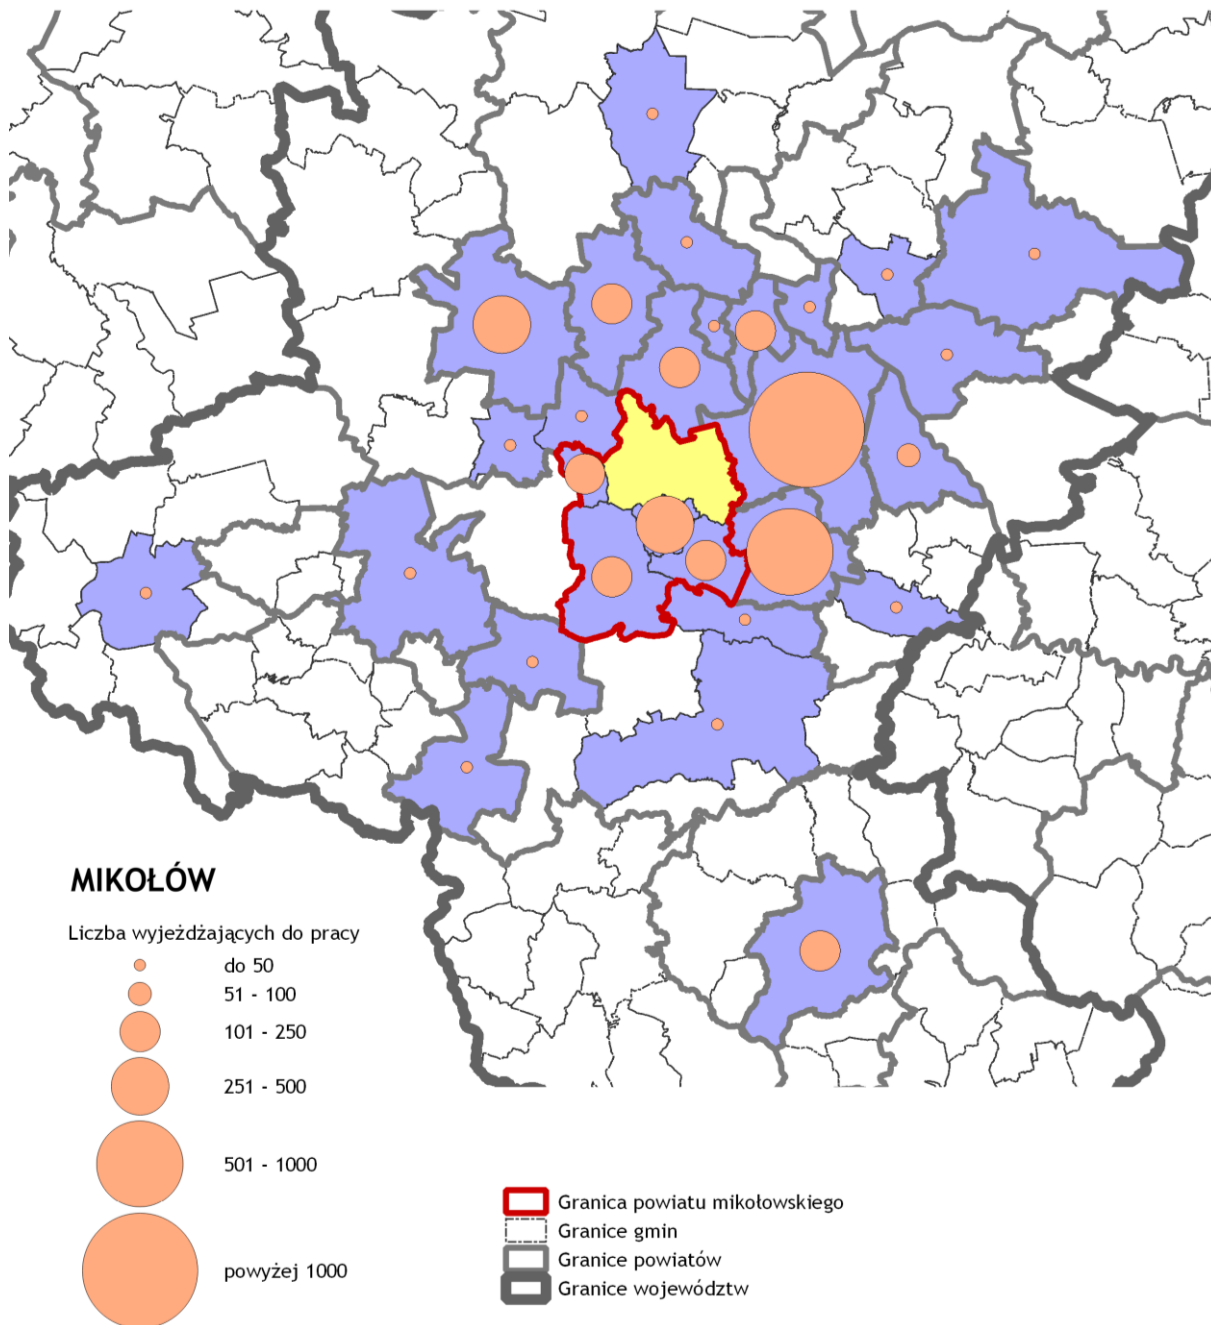 MIKOŁÓW
Liczba wyjeżdżających do pracy
do 50
51 - 100
101 - 250
251 - 500
501 - 1000
powyżej 1000
Granica powiatu mikołowskiego
Granice gmin
Granice powiatów
Granice województw